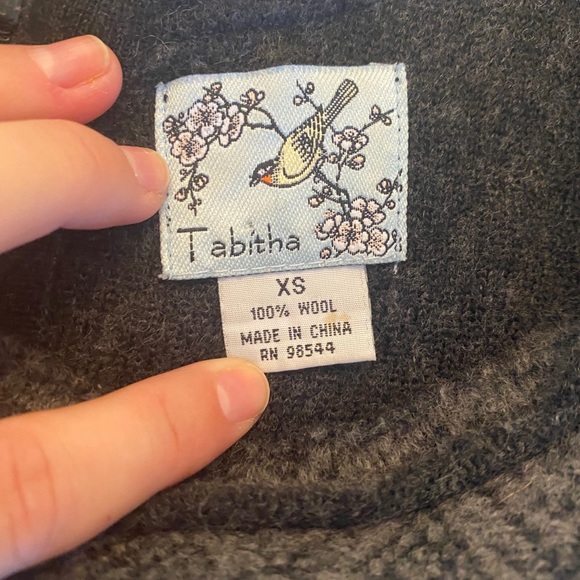 Tabitha
XS
100% WOOL
MADE IN CHINA
RN 98544